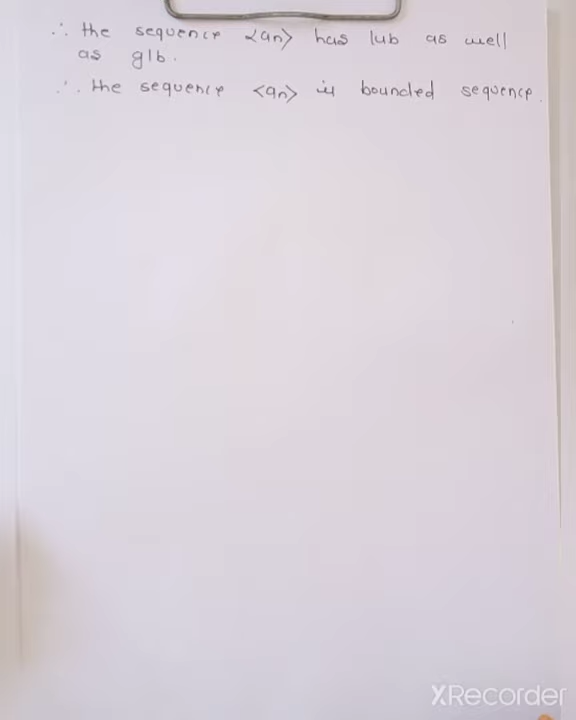 ∴ the sequence <an> has lub as well
as glb.
∴ the sequence <an> is bounded sequence.
XRecorder